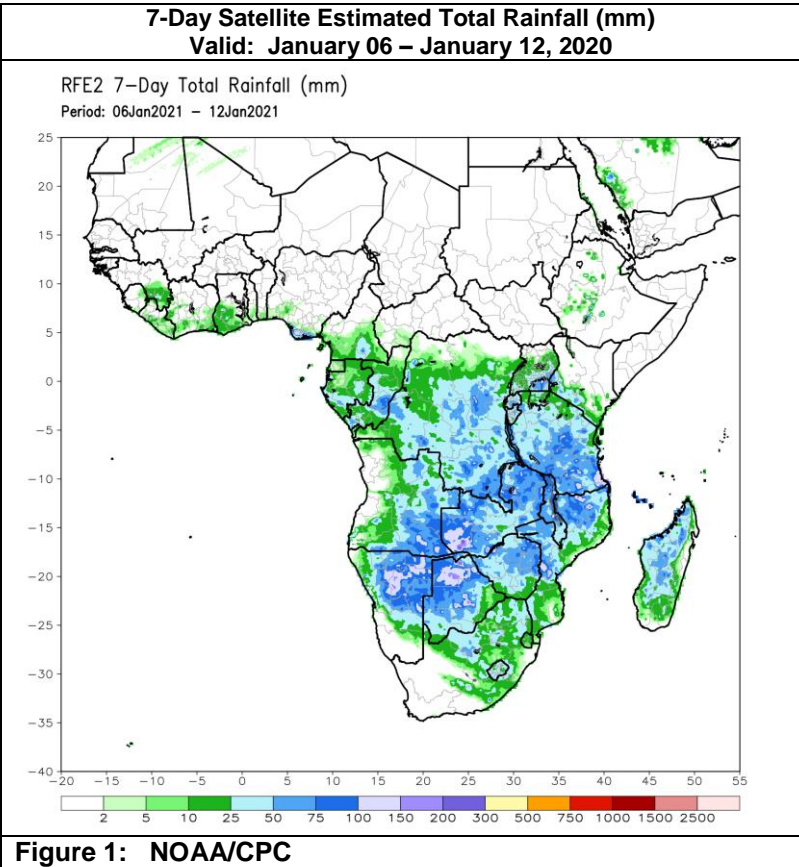 7-Day Satellite Estimated Total Rainfall (mm)
Valid: January 06 – January 12, 2020
RFE2 7-Day Total Rainfall (mm)
Period: 06Jan2021 - 12Jan2021
25
20
15
10
5
0
-5
-10
-15
-20
-25
-30
-35
-40
-20 -15 -10 -5 0 5 10 15 20 25 30 35 40 45 50 55
2 5 10 25 50 75 100 150 200 300 500 750 1000 1500 2500
Figure 1: NOAA/CPC